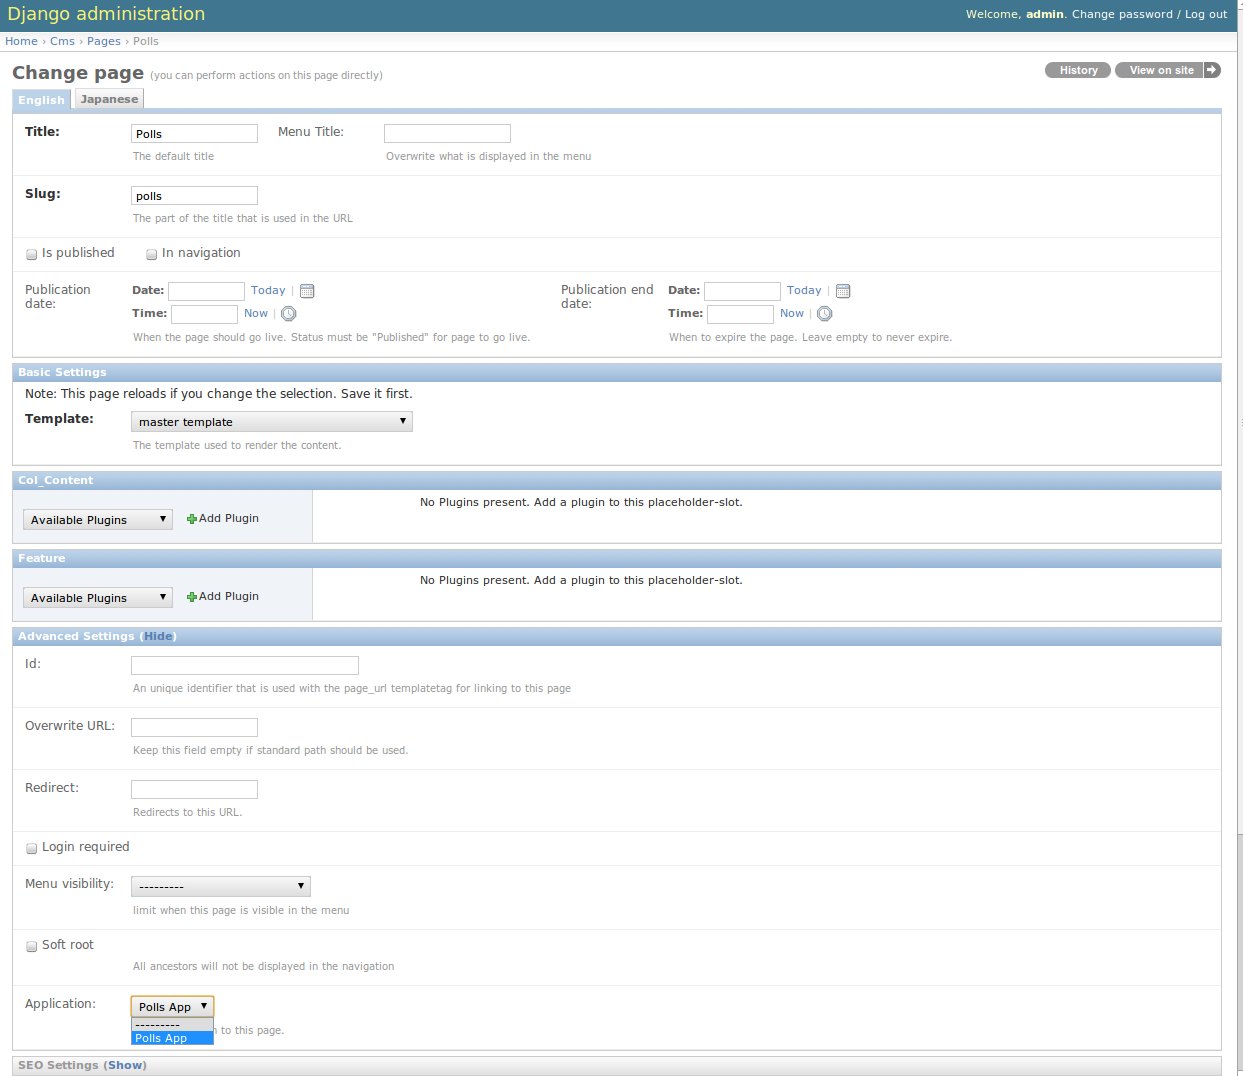 Django administration
Welcome, admin. Change password / Log out
Home › Cms › Pages › Polls
Change page (you can perform actions on this page directly)
History
View on site
English
Japanese
Title: Polls Menu Title:
The default title Overwrite what is displayed in the menu
Slug: polls
The part of the title that is used in the URL
Is published In navigation
Publication date: Date: Today | Publication end date: Date: Today |
Time: Now | Time: Now |
When the page should go live. Status must be "Published" for page to go live. When to expire the page. Leave empty to never expire.
Basic Settings
Note: This page reloads if you change the selection. Save it first.
Template: master template
The template used to render the content.
Col_Content
No Plugins present. Add a plugin to this placeholder-slot.
Available Plugins Add Plugin
Feature
No Plugins present. Add a plugin to this placeholder-slot.
Available Plugins Add Plugin
Advanced Settings (Hide)
Id:
An unique identifier that is used with the page_url templatetag for linking to this page
Overwrite URL:
Keep this field empty if standard path should be used.
Redirect:
Redirects to this URL.
Login required
Menu visibility: ---------
limit when this page is visible in the menu
Soft root
All ancestors will not be displayed in the navigation
Application: Polls App
---------
to this page.
Polls App
SEO Settings (Show)